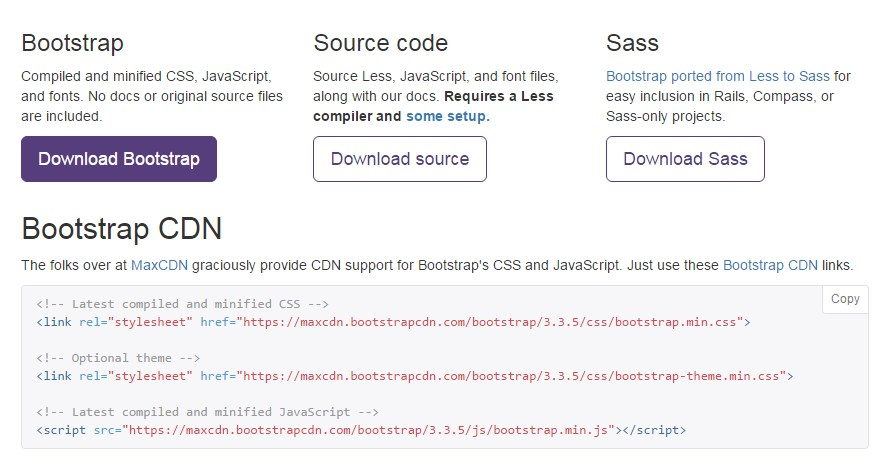 Bootstrap
Compiled and minified CSS, JavaScript,
and fonts. No docs or original source files
are included.
Download Bootstrap
Source code
Source Less, JavaScript, and font files,
along with our docs. Requires a Less
compiler and some setup.
Download source
Sass
Bootstrap ported from Less to Sass for
easy inclusion in Rails, Compass, or
Sass-only projects.
Download Sass
Bootstrap CDN
The folks over at MaxCDN graciously provide CDN support for Bootstrap's CSS and JavaScript. Just use these Bootstrap CDN links.
Copy
<!-- Latest compiled and minified CSS -->
<link rel="stylesheet" href="https://maxcdn.bootstrapcdn.com/bootstrap/3.3.5/css/bootstrap.min.css">
<!-- Optional theme -->
<link rel="stylesheet" href="https://maxcdn.bootstrapcdn.com/bootstrap/3.3.5/css/bootstrap-theme.min.css">
<!-- Latest compiled and minified JavaScript -->
<script src="https://maxcdn.bootstrapcdn.com/bootstrap/3.3.5/js/bootstrap.min.js"></script>